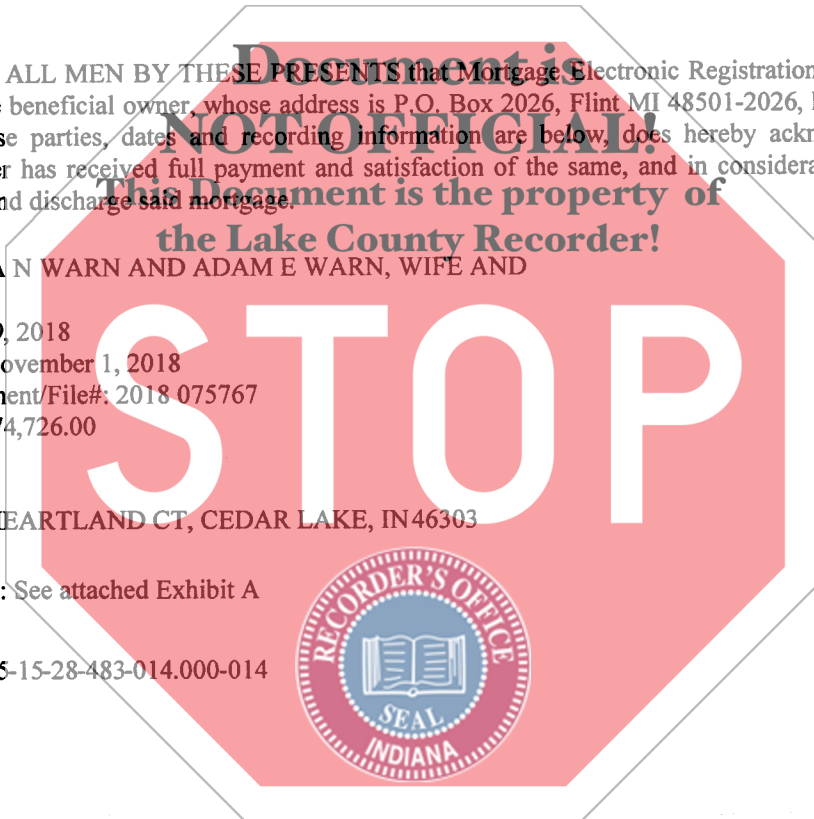 Document is
ALL MEN BY THESE PRESENTS that Mortgage Electronic Registration
beneficial owner, whose address is P.O. Box 2026, Flint MI 48501-2026,
NOT OFFICIAL!
parties, dates and recording information are below, does hereby
has received full payment and satisfaction of the same, and in
This Document is the property of
discharge said mortgage.
the Lake County Recorder!
N WARN AND ADAM E WARN, WIFE AND
, 2018
ovember 1, 2018
ent/File#: 2018 075767
4,726.00
STOP
EARTLAND CT, CEDAR LAKE, IN 46303
: See attached Exhibit A
5-15-28-483-014.000-014
RECORDER'S OFFICE
SEAL
INDIANA